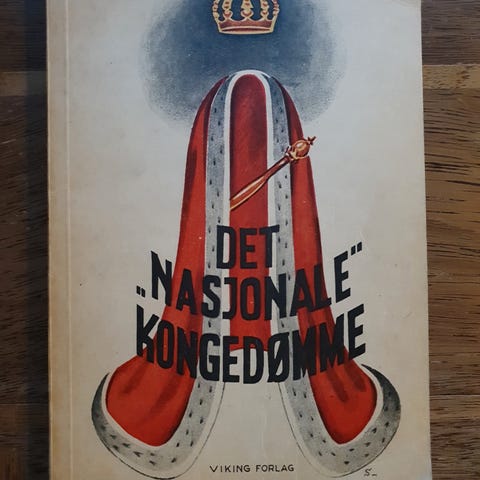 DET
„NASJONALE“
KONGEDØMME
VIKING FORLAG
S-